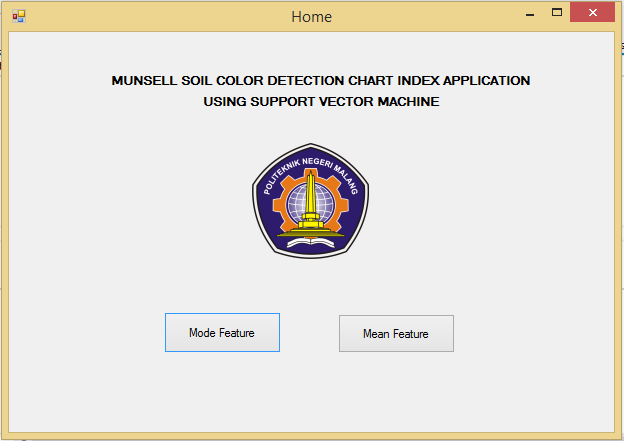 Home
MUNSELL SOIL COLOR DETECTION CHART INDEX APPLICATION
USING SUPPORT VECTOR MACHINE
POLITEKNIK NEGERI MALANG
Mode Feature
Mean Feature